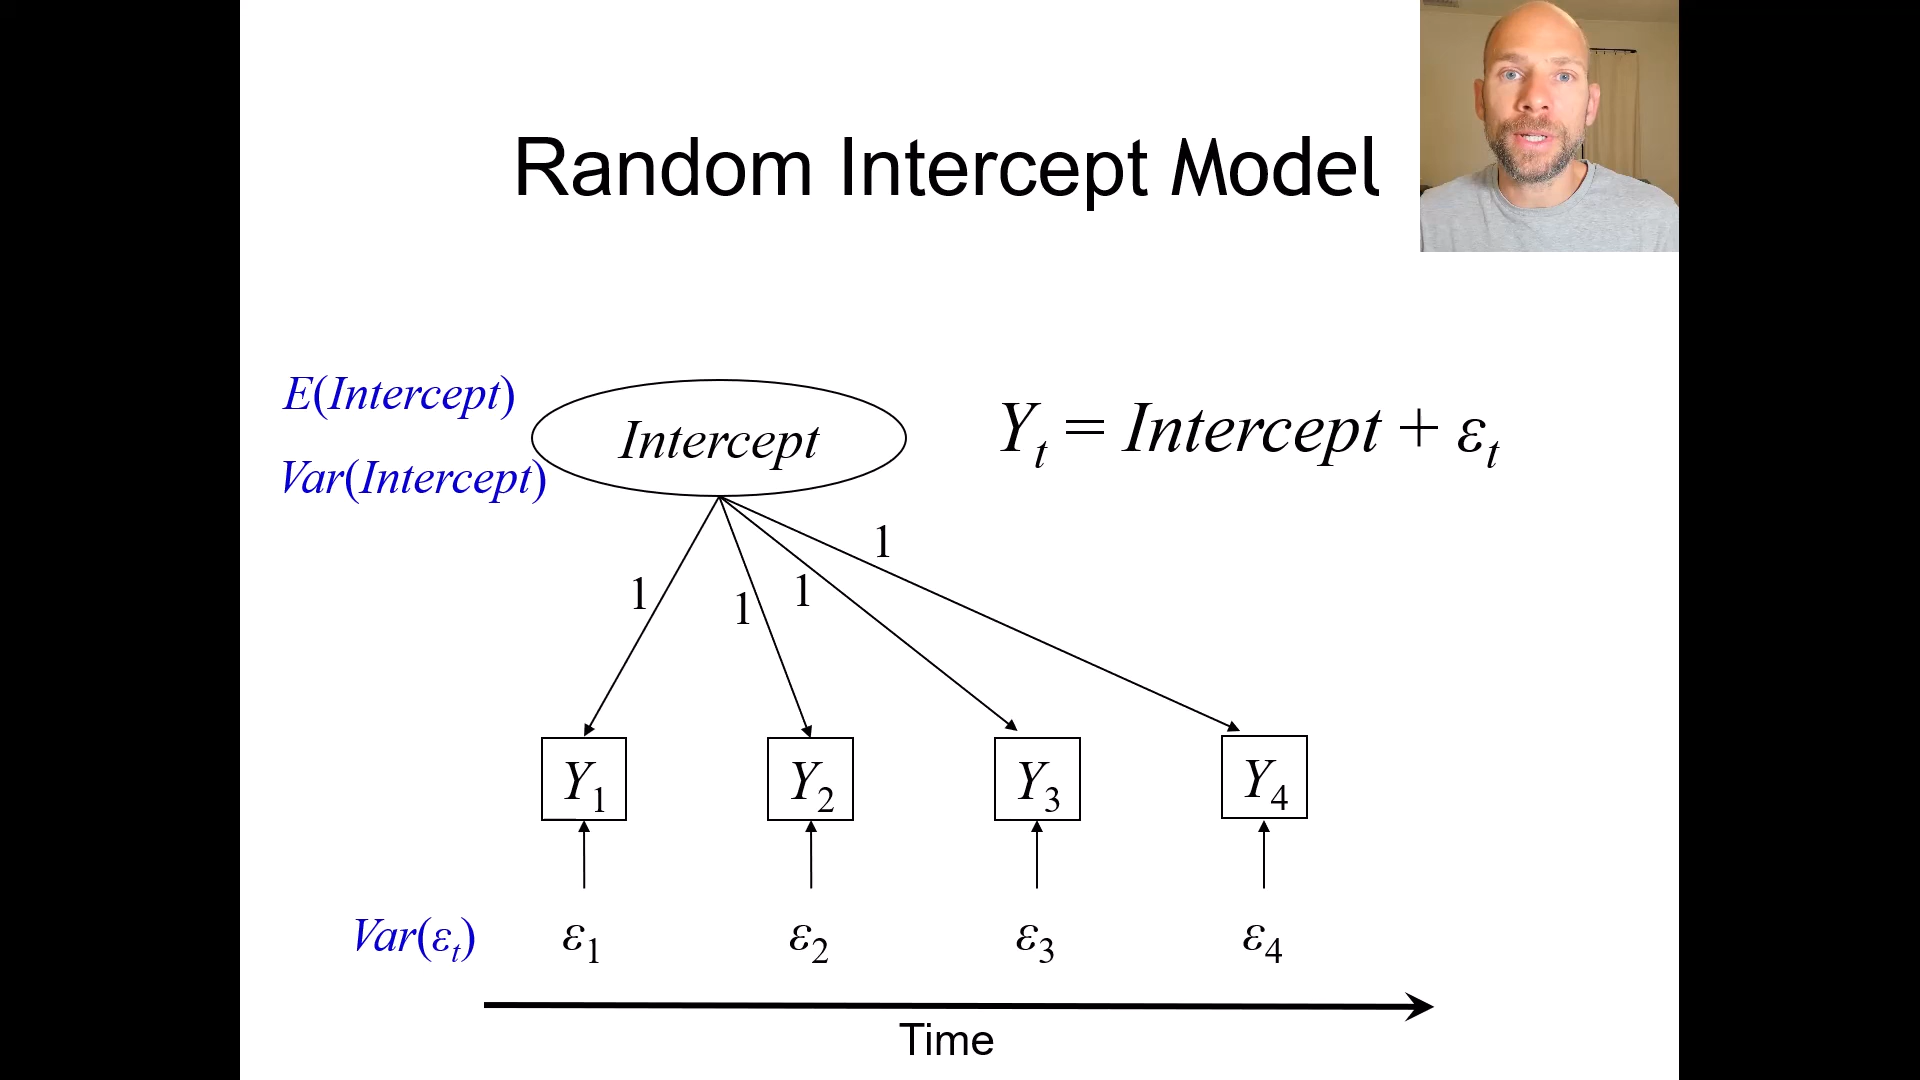 Random Intercept Model
E(Intercept)
Var(Intercept)
Intercept
Yt = Intercept + εt
1
1
1
1
Y1
Y2
Y3
Y4
Var(εt)
ε1
ε2
ε3
ε4
Time